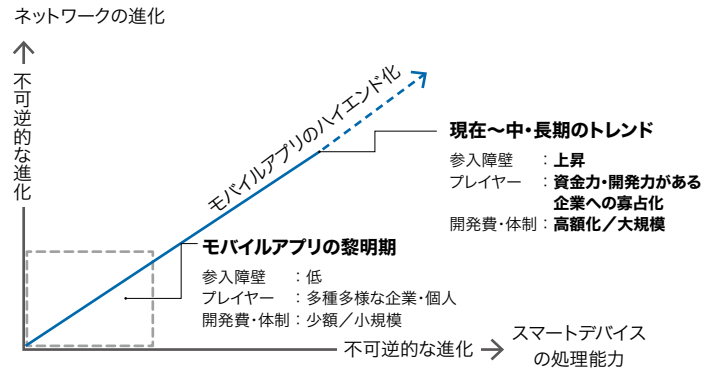 ネットワークの進化
不可逆的な進化
モバイルアプリのハイエンド化
現在〜中・長期のトレンド
参入障壁 ：上昇
プレイヤー ：資金力・開発力がある
企業への寡占化
開発費・体制：高額化／大規模
モバイルアプリの黎明期
参入障壁 ：低
プレイヤー ：多種多様な企業・個人
開発費・体制：少額／小規模
不可逆的な進化
スマートデバイス
の処理能力